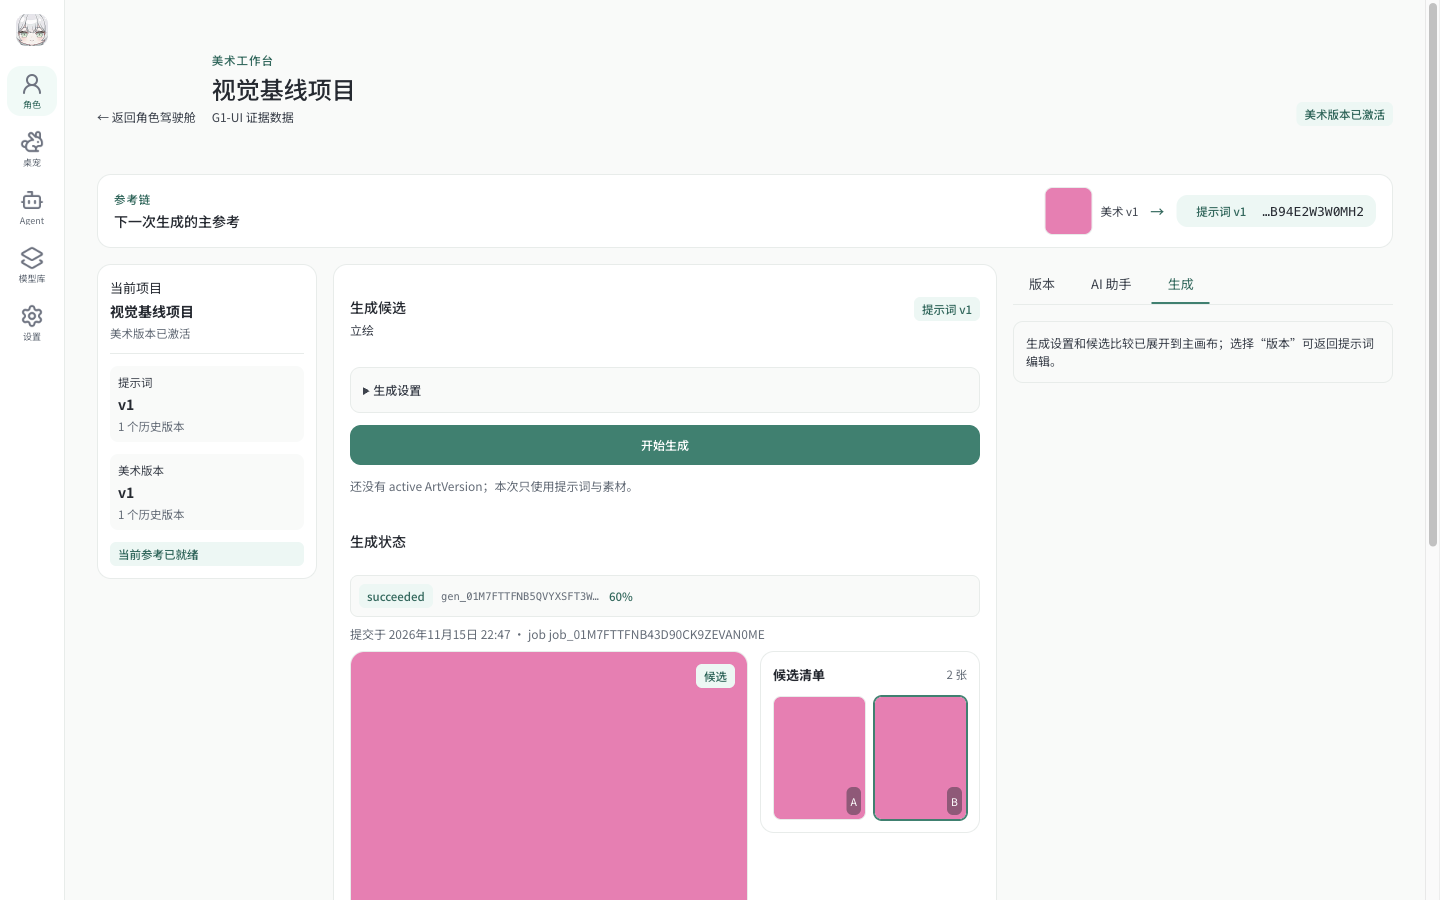 角色
桌宠
Agent
模型库
设置
美术工作台
视觉基线项目
← 返回角色驾驶舱
G1-UI 证据数据
美术版本已激活
参考链
下一次生成的主参考
美术 v1
→
提示词 v1
…B94E2W3W0MH2
当前项目
视觉基线项目
美术版本已激活
提示词
v1
1 个历史版本
美术版本
v1
1 个历史版本
当前参考已就绪
生成候选
立绘
提示词 v1
▸ 生成设置
开始生成
还没有 active ArtVersion；本次只使用提示词与素材。
生成状态
succeeded
gen_01M7FTTFNB5QVYXSFT3W…
60%
提交于 2026年11月15日 22:47 · job job_01M7FTTFNB43D90CK9ZEVAN0ME
候选
候选清单
2 张
A
B
版本
AI 助手
生成
生成设置和候选比较已展开到主画布；选择“版本”可返回提示词
编辑。